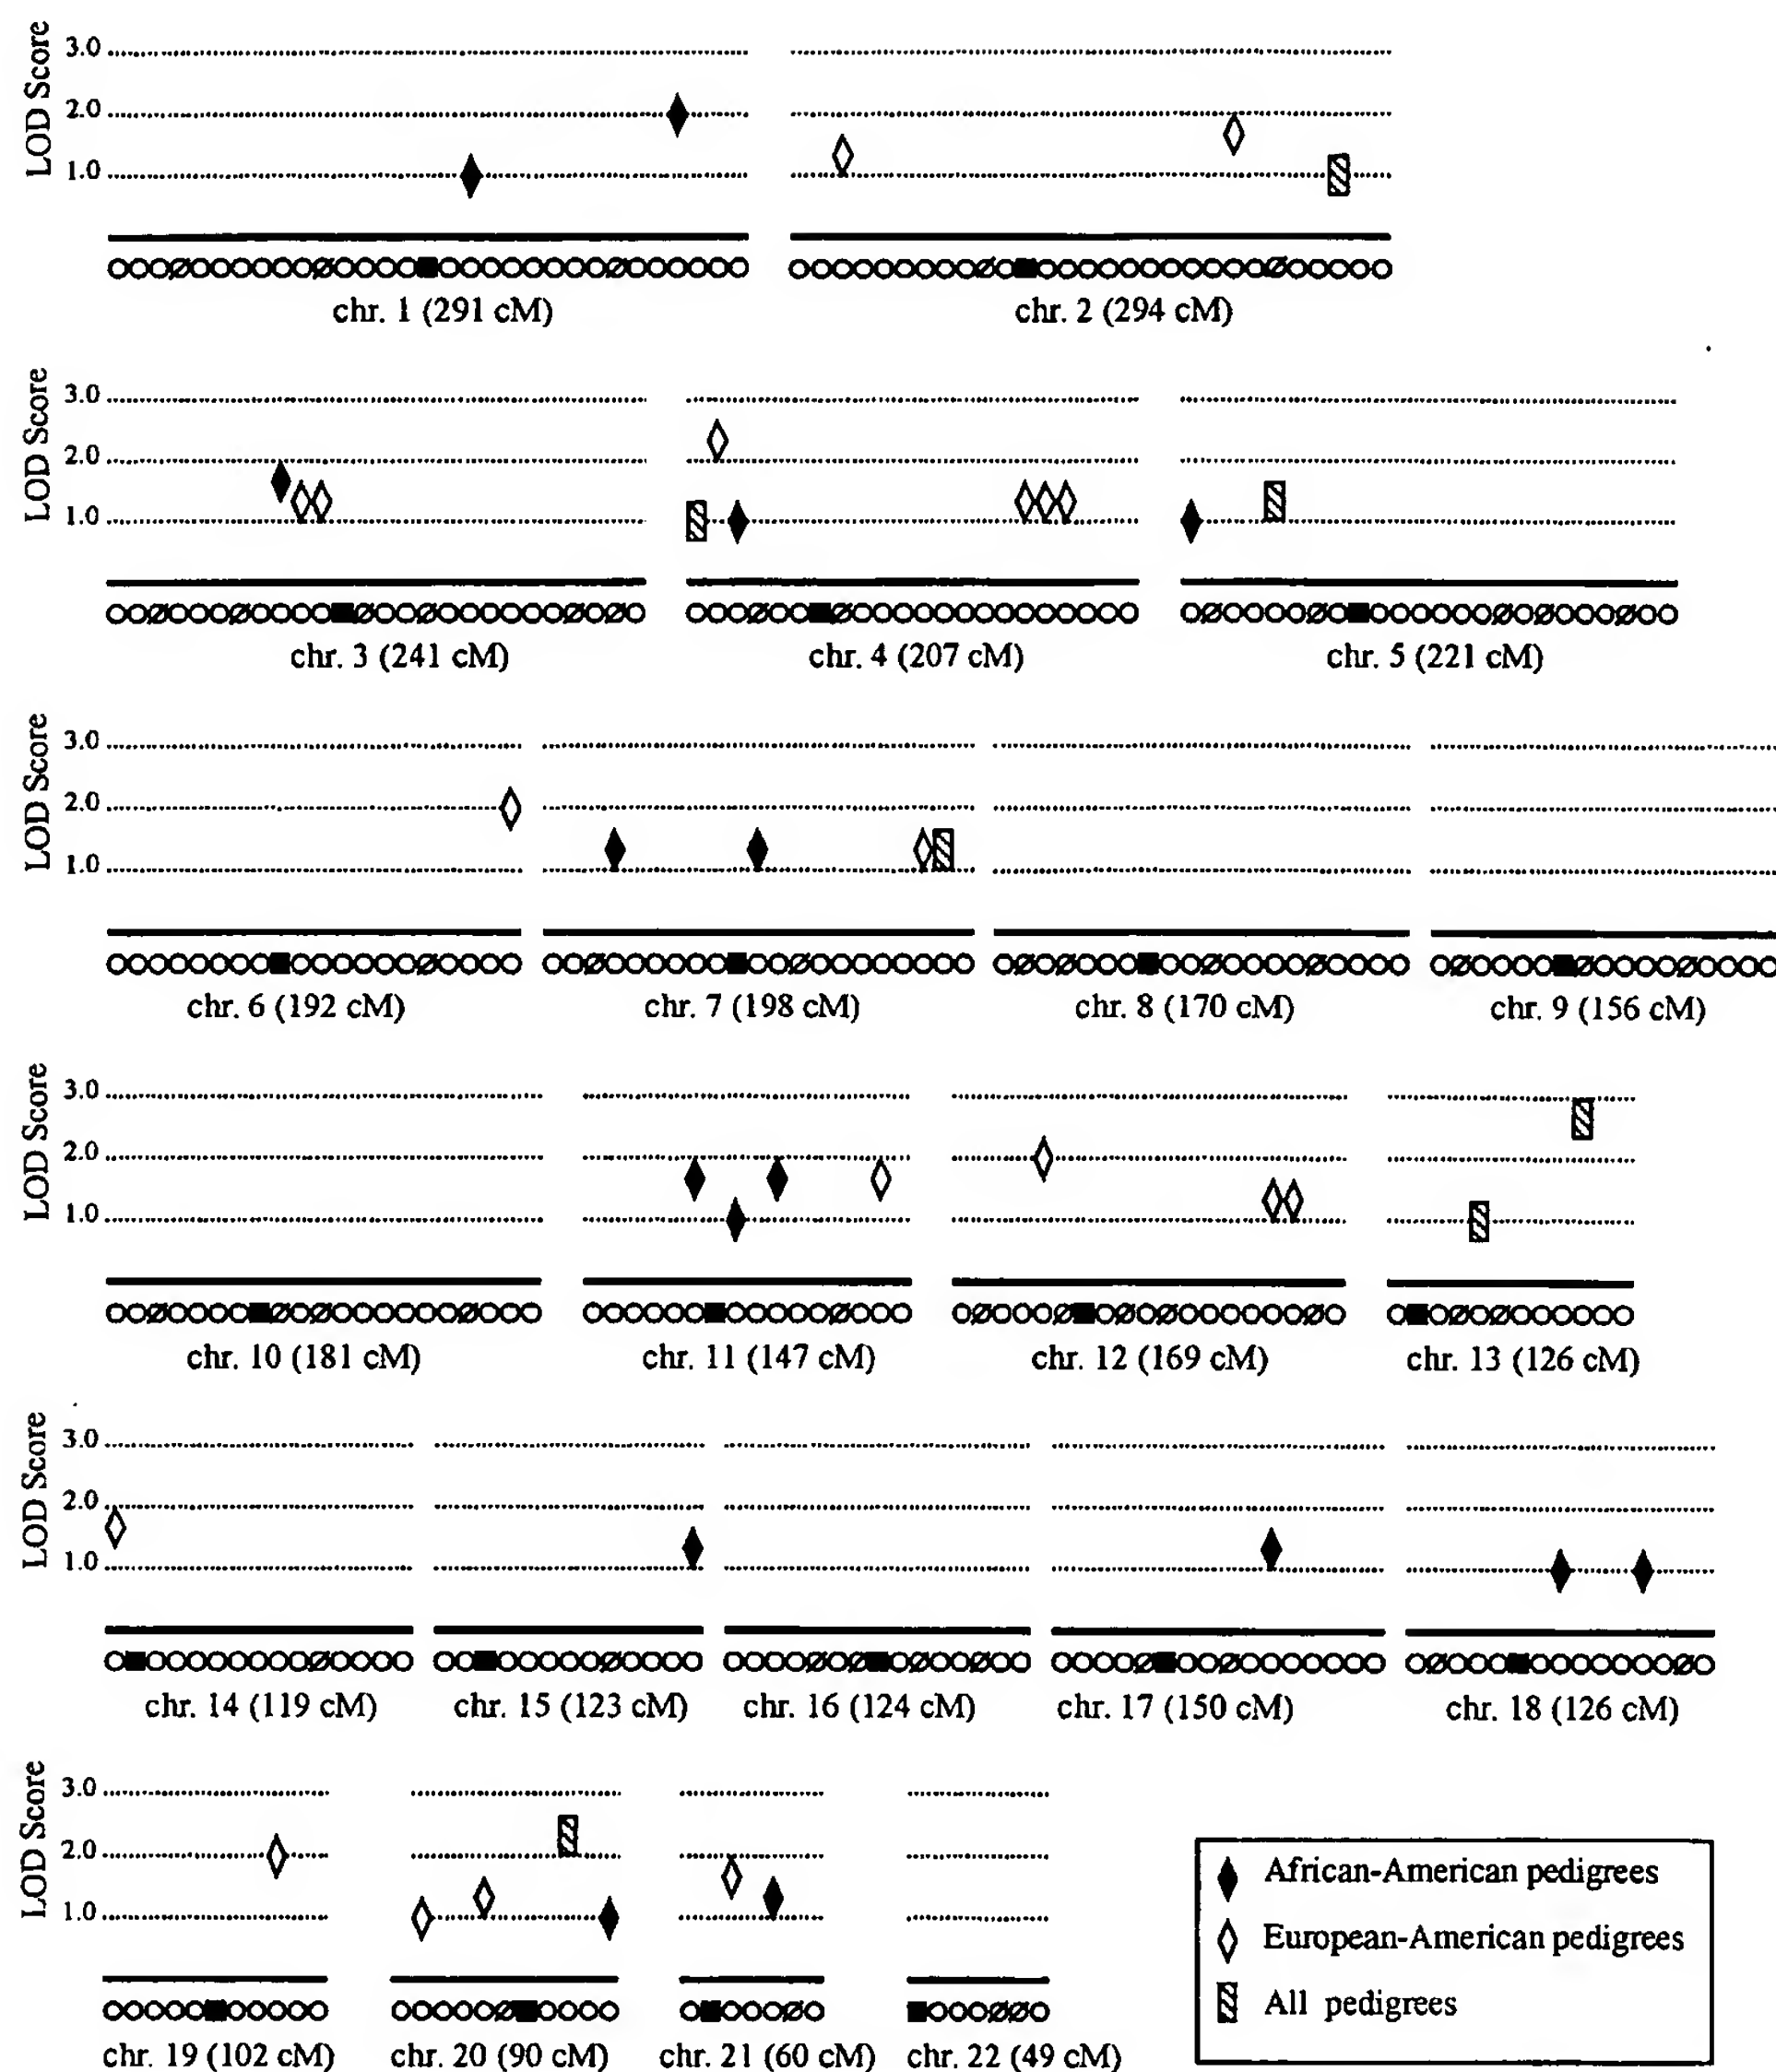 LOD Score
3.0
2.0
1.0
chr. 1 (291 cM)
chr. 2 (294 cM)
LOD Score
3.0
2.0
1.0
chr. 3 (241 cM)
chr. 4 (207 cM)
chr. 5 (221 cM)
LOD Score
3.0
2.0
1.0
chr. 6 (192 cM)
chr. 7 (198 cM)
chr. 8 (170 cM)
chr. 9 (156 cM)
LOD Score
3.0
2.0
1.0
chr. 10 (181 cM)
chr. 11 (147 cM)
chr. 12 (169 cM)
chr. 13 (126 cM)
LOD Score
3.0
2.0
1.0
chr. 14 (119 cM)
chr. 15 (123 cM)
chr. 16 (124 cM)
chr. 17 (150 cM)
chr. 18 (126 cM)
LOD Score
3.0
2.0
1.0
chr. 19 (102 cM)
chr. 20 (90 cM)
chr. 21 (60 cM)
chr. 22 (49 cM)
African-American pedigrees
European-American pedigrees
All pedigrees